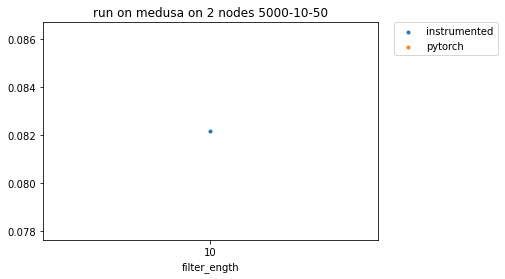 run on medusa on 2 nodes 5000-10-50
instrumented
pytorch
0.086
0.084
0.082
0.080
0.078
10
filter_ength